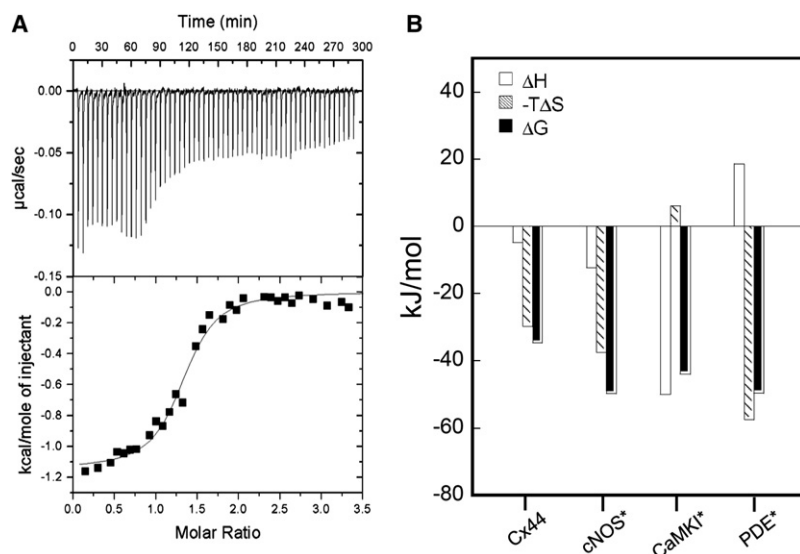 A
Time (min)
0 30 60 90 120 150 180 210 240 270 300
0.00
-0.05
-0.10
-0.15
µcal/sec
0.0
-0.2
-0.4
-0.6
-0.8
-1.0
-1.2
kcal/mole of injectant
0.0 0.5 1.0 1.5 2.0 2.5 3.0 3.5
Molar Ratio
B
ΔH
-TΔS
ΔG
40
20
0
-20
-40
-60
-80
kJ/mol
Cx44 cNOS* CaMKI* PDE*